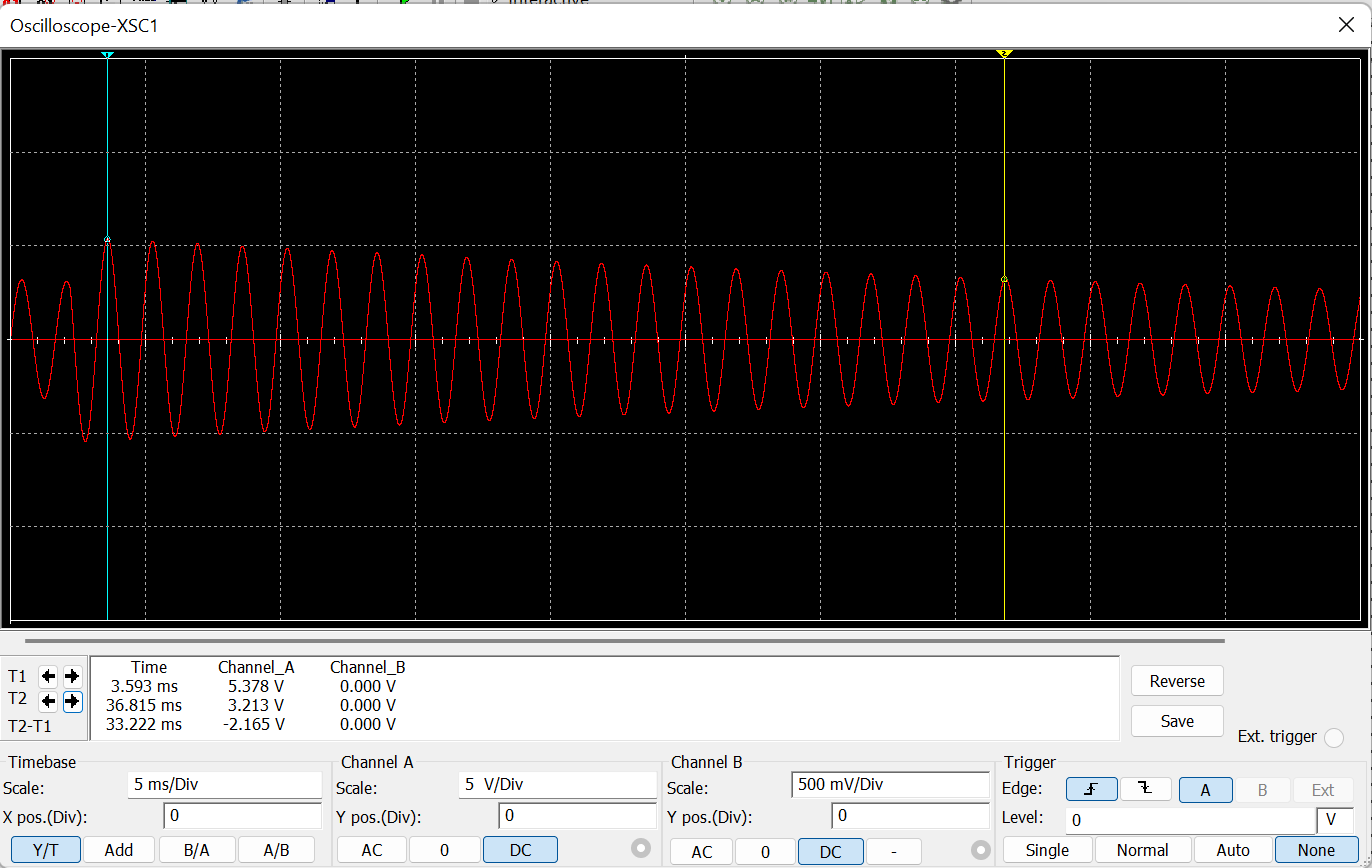 Interactive
Oscilloscope-XSC1
1
2
Time Channel_A Channel_B
T1 3.593 ms 5.378 V 0.000 V
T2 36.815 ms 3.213 V 0.000 V
T2-T1 33.222 ms -2.165 V 0.000 V
Reverse
Save
Ext. trigger
Timebase
Scale: 5 ms/Div
X pos.(Div): 0
Y/T Add B/A A/B
Channel A
Scale: 5 V/Div
Y pos.(Div): 0
AC 0 DC
Channel B
Scale: 500 mV/Div
Y pos.(Div): 0
AC 0 DC -
Trigger
Edge: A B Ext
Level: 0 V
Single Normal Auto None